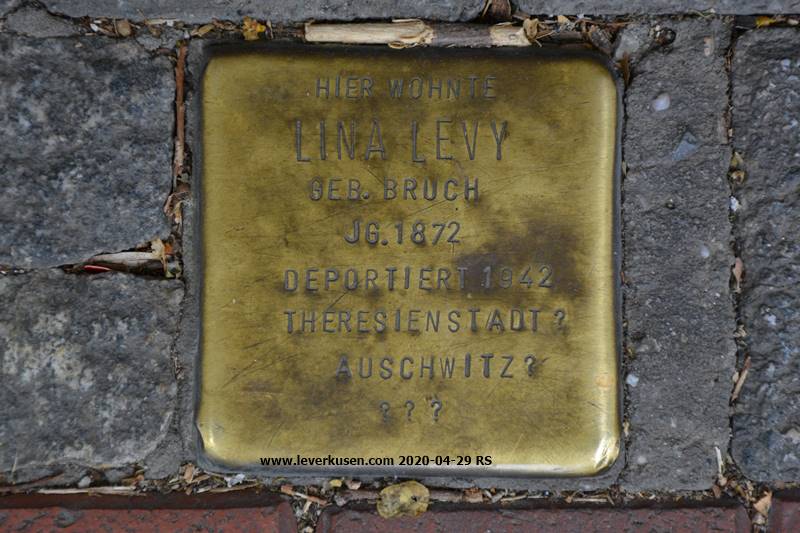 HIER WOHNTE
LINA LEVY
GEB. BRUCH
JG. 1872
DEPORTIERT 1942
THERESIENSTADT ?
AUSCHWITZ ?
? ? ?
www.leverkusen.com 2020-04-29 RS